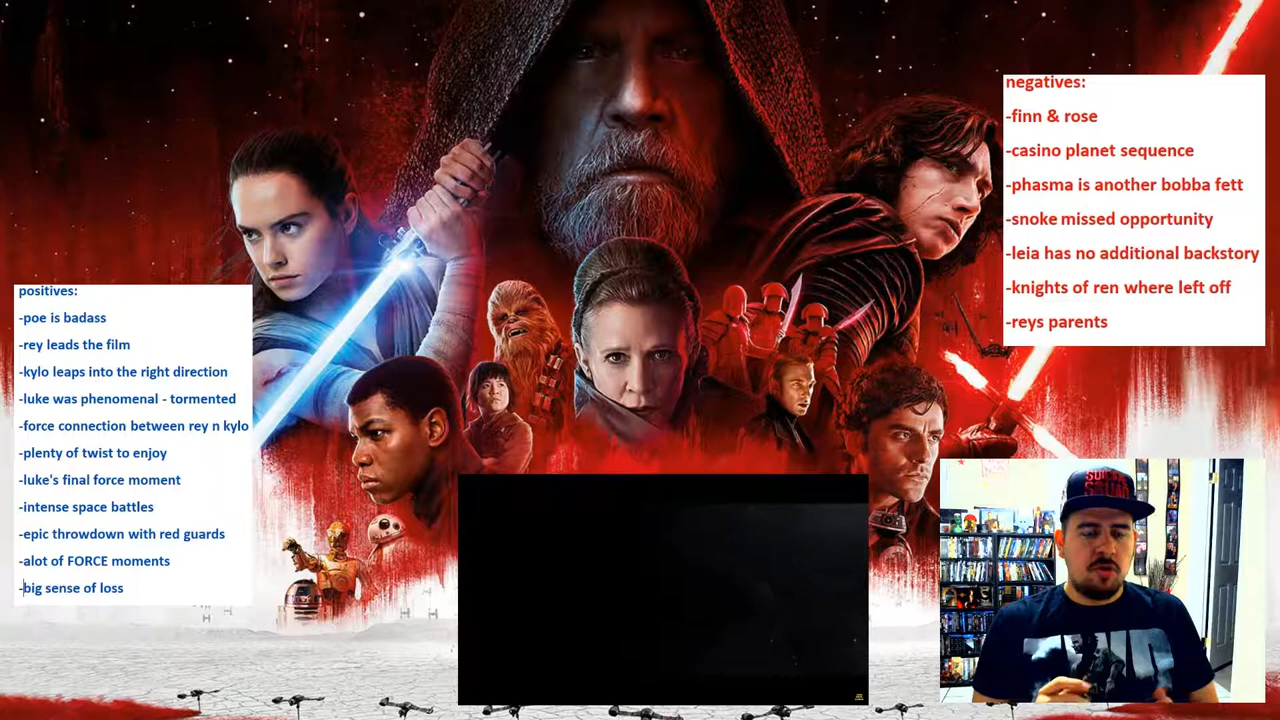 negatives:
-finn & rose
-casino planet sequence
-phasma is another bobba fett
-snoke missed opportunity
-leia has no additional backstory
-knights of ren where left off
-reys parents
positives:
-poe is badass
-rey leads the film
-kylo leaps into the right direction
-luke was phenomenal - tormented
-force connection between rey n kylo
-plenty of twist to enjoy
-luke's final force moment
-intense space battles
-epic throwdown with red guards
-alot of FORCE moments
-big sense of loss
SUICIDE
SQUAD